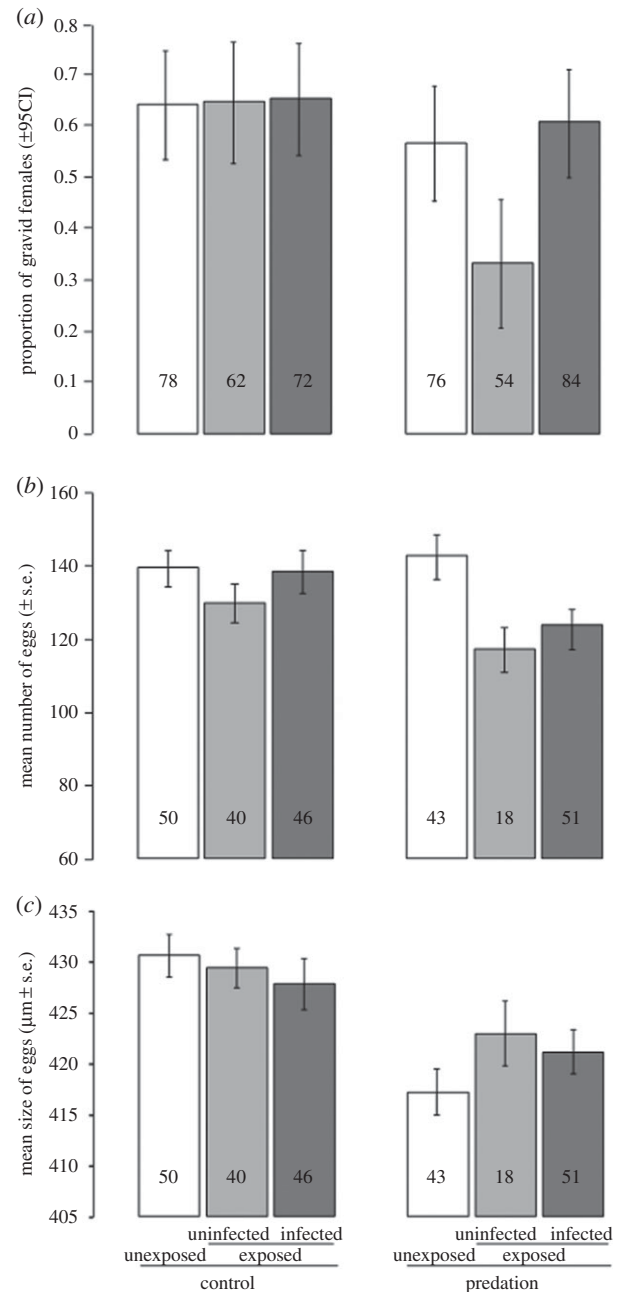 (a)
proportion of gravid females (±95CI)
0.8
0.7
0.6
0.5
0.4
0.3
0.2
0.1
0
78 62 72 76 54 84
(b)
mean number of eggs (± s.e.)
160
140
120
100
80
60
50 40 46 43 18 51
(c)
mean size of eggs (µm ± s.e.)
435
430
425
420
415
410
405
50 40 46 43 18 51
uninfected infected uninfected infected
unexposed exposed unexposed exposed
control predation